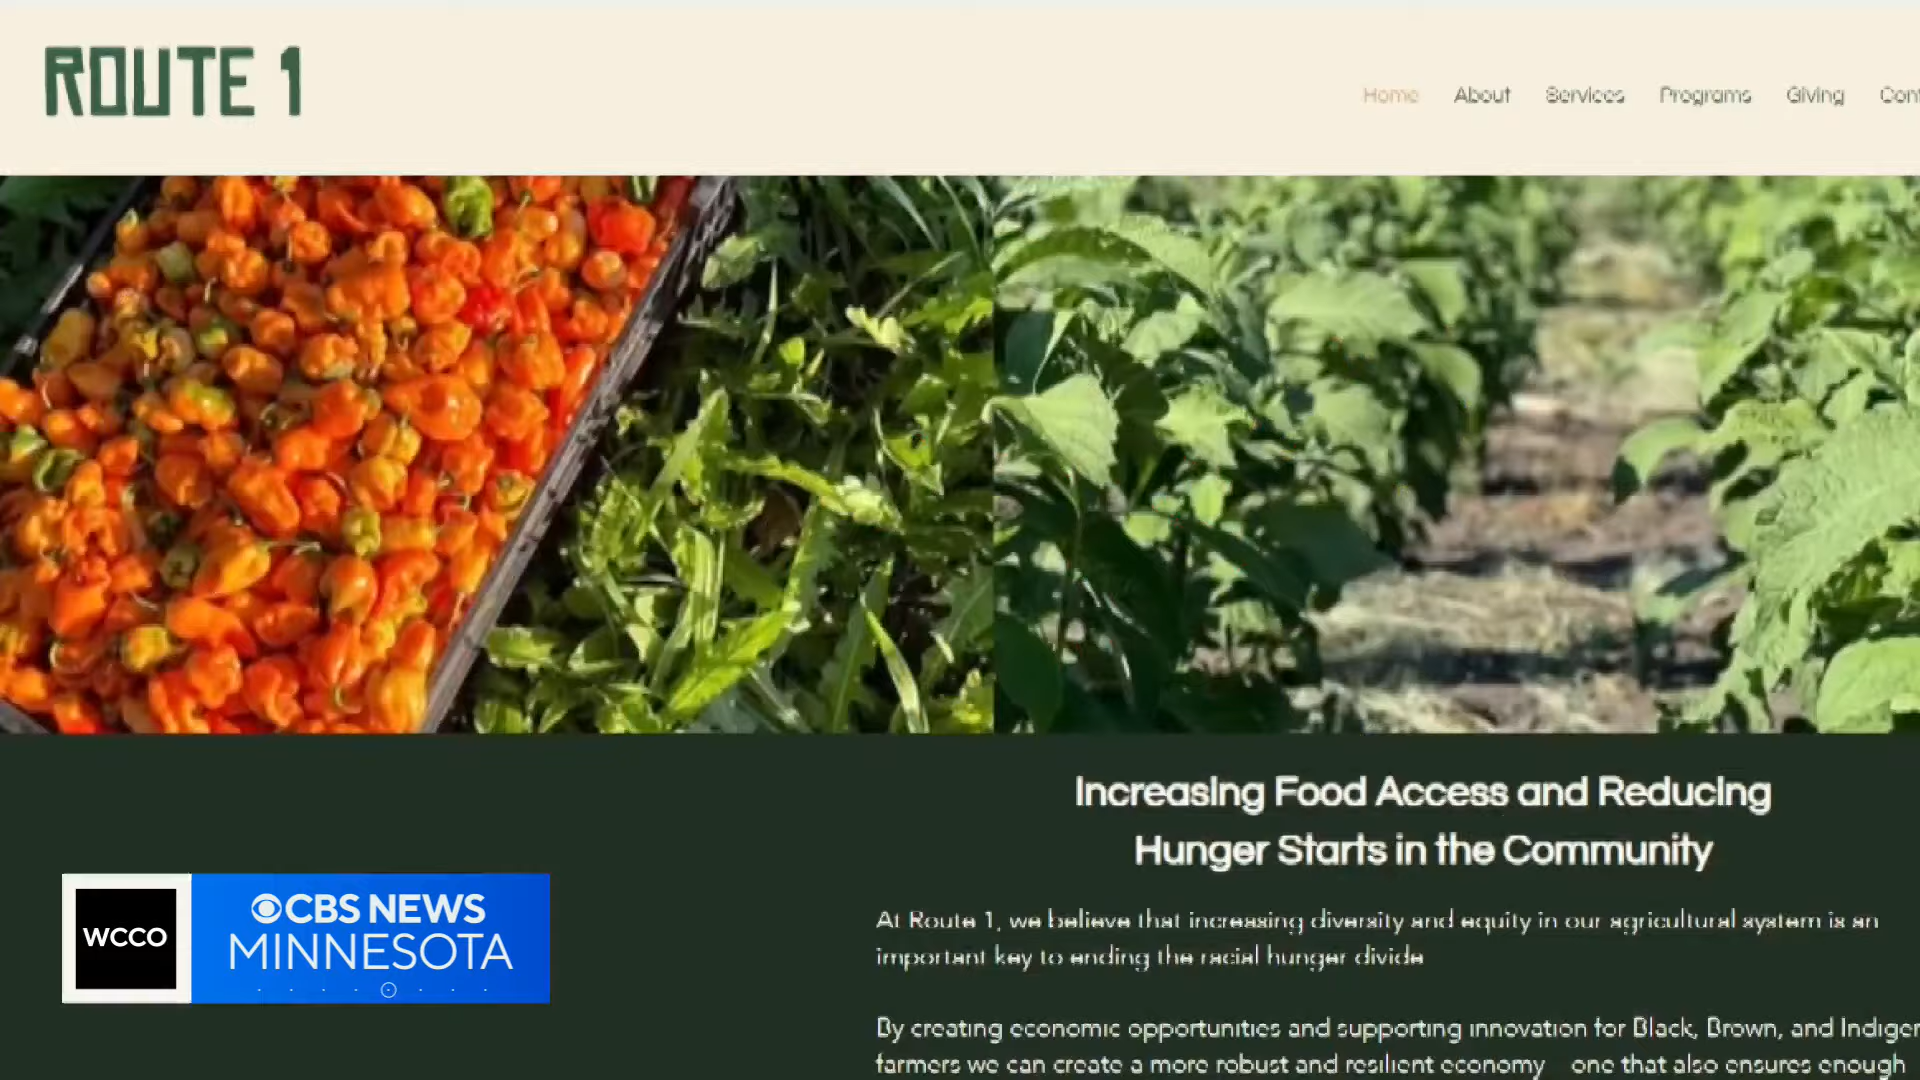 ROUTE 1
Home About Services Programs Giving
Increasing Food Access and Reducing
Hunger Starts in the Community
At Route 1, we believe that increasing diversity and equity in our agricultural system is an
important key to ending the racial hunger divide
By creating economic opportunities and supporting innovation for Black, Brown, and
farmers we can create a more robust and resilient economy one that also ensures enough
WCCO
CBS NEWS
MINNESOTA